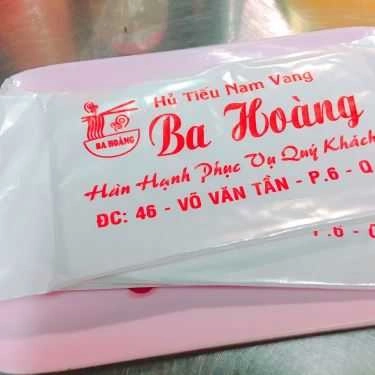 Hủ Tiếu Nam Vang
BA HOÀNG
Ba Hoàng
Hân Hạnh Phục Vụ Quý Khách
ĐC: 46 - VÕ VĂN TẦN - P.6 - Q
P.6 -